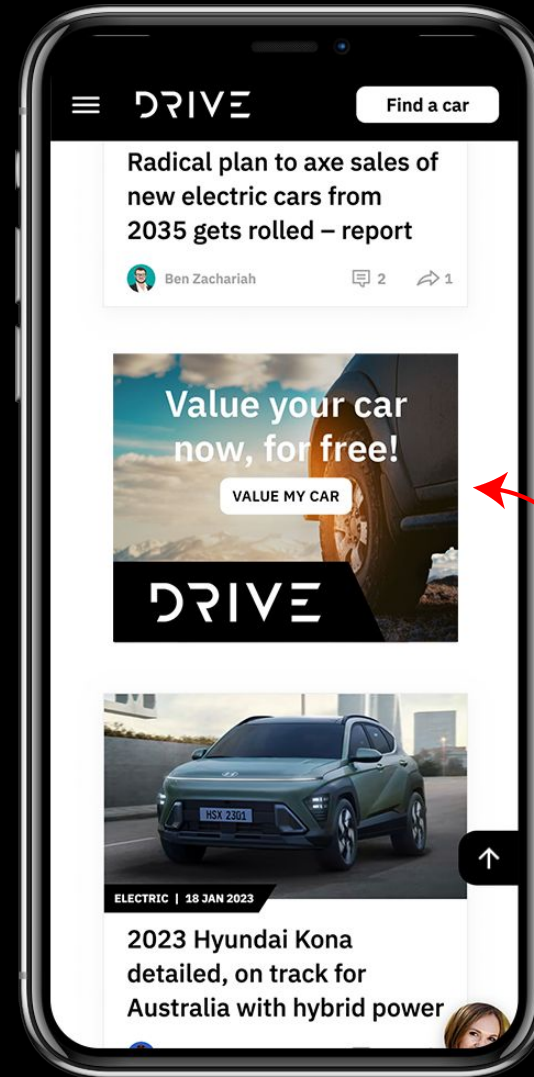 DRIVE
Find a car
Radical plan to axe sales of
new electric cars from
2035 gets rolled – report
Ben Zachariah
2
1
Value your car
now, for free!
VALUE MY CAR
DRIVE
HSX 2301
ELECTRIC | 18 JAN 2023
2023 Hyundai Kona
detailed, on track for
Australia with hybrid power